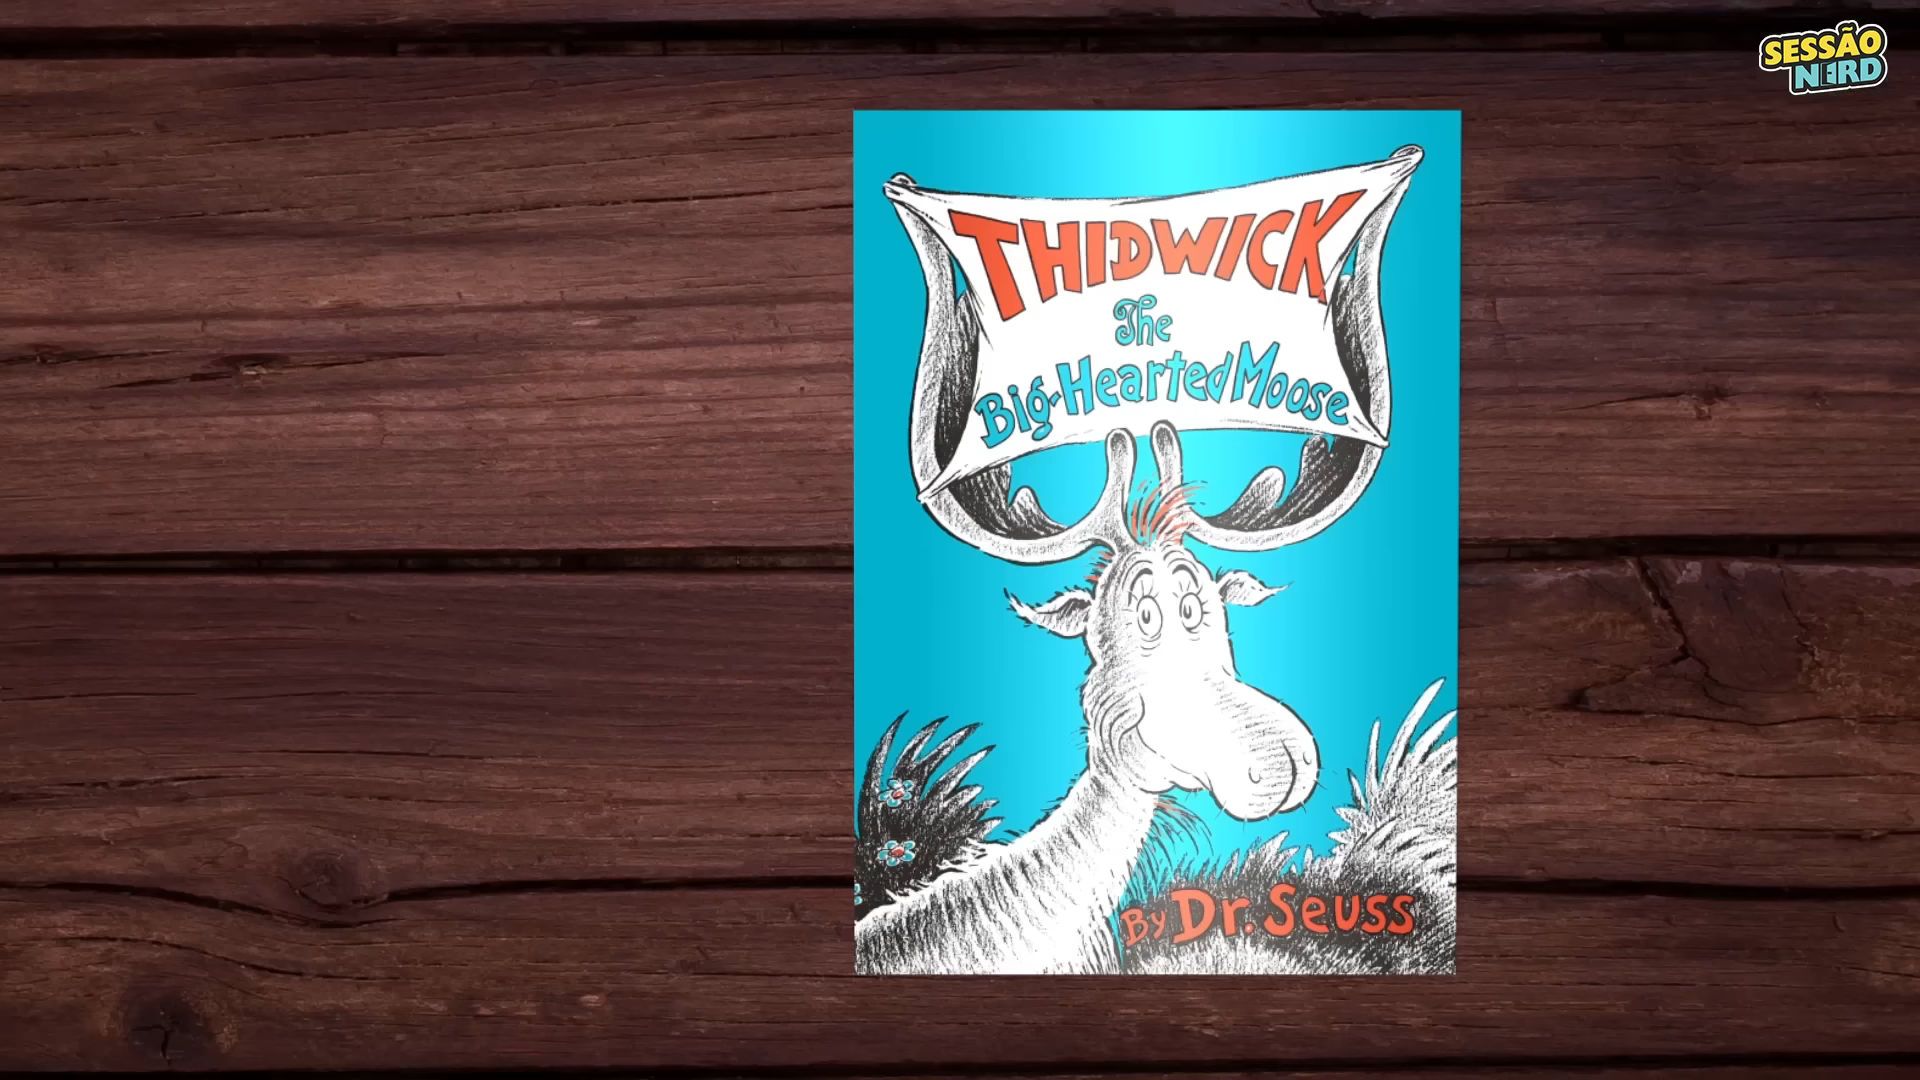 SESSÃO
NERD
THIDWICK
The
Big-Hearted Moose
By Dr. Seuss